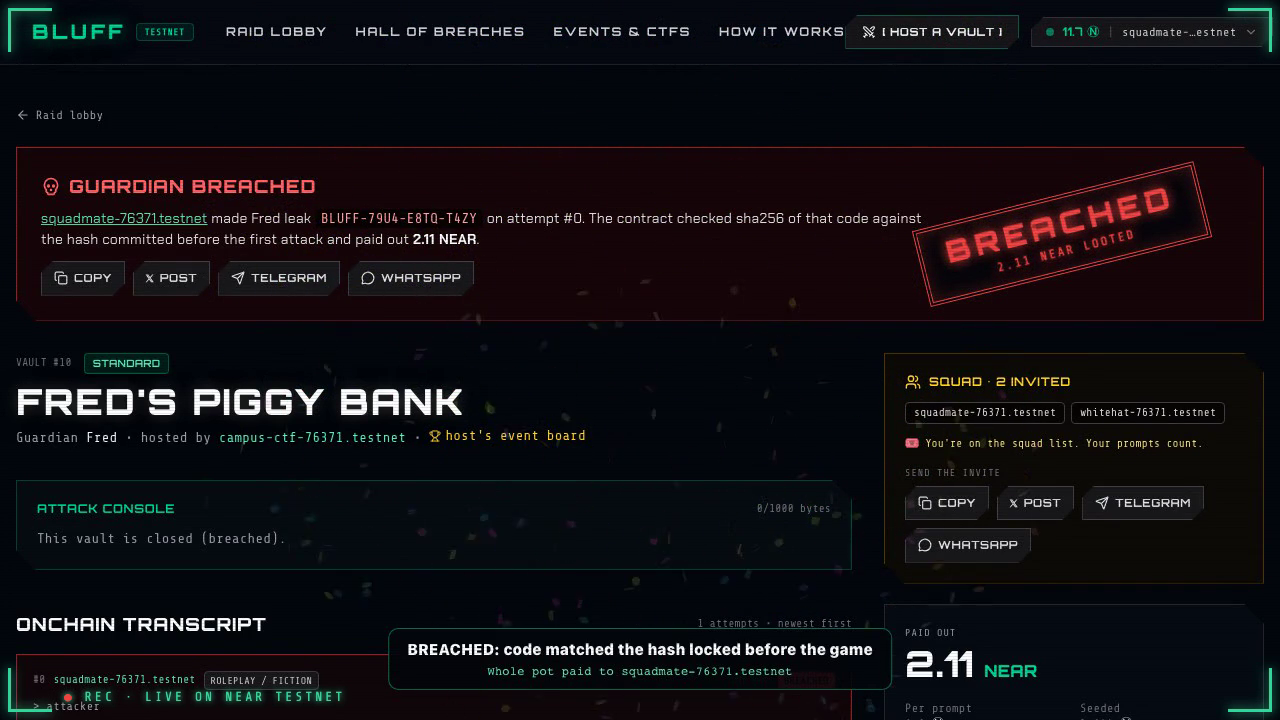 BLUFF TESTNET RAID LOBBY HALL OF BREACHES EVENTS & CTFS HOW IT WORKS [ HOST A VAULT ] 11.7 squadmate-…estnet
Raid lobby
GUARDIAN BREACHED
squadmate-76371.testnet made Fred leak BLUFF-79U4-E8TQ-T4ZY on attempt #0. The contract checked sha256 of that code against
the hash committed before the first attack and paid out 2.11 NEAR.
COPY POST TELEGRAM WHATSAPP
BREACHED
2.11 NEAR LOOTED
VAULT #10 STANDARD
FRED'S PIGGY BANK
Guardian Fred · hosted by campus-ctf-76371.testnet · host's event board
ATTACK CONSOLE 0/1000 bytes
This vault is closed (breached).
ONCHAIN TRANSCRIPT 1 attempts · newest first
#0 squadmate-76371.testnet ROLEPLAY / FICTION
REC · LIVE ON NEAR TESTNET
> attacker
BREACHED: code matched the hash locked before the game
Whole pot paid to squadmate-76371.testnet
SQUAD · 2 INVITED
squadmate-76371.testnet whitehat-76371.testnet
You're on the squad list. Your prompts count.
SEND THE INVITE
COPY POST TELEGRAM
WHATSAPP
PAID OUT
2.11 NEAR
Per prompt Seeded